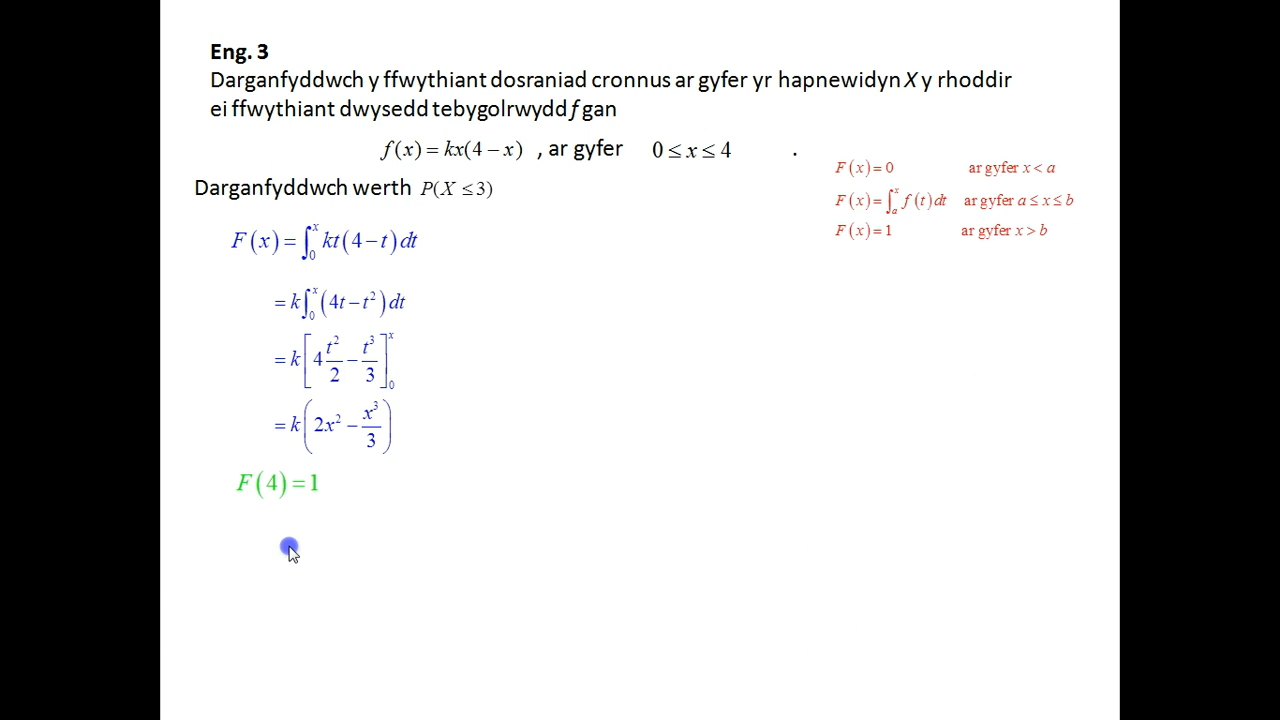 Eng. 3
Darganfyddwch y ffwythiant dosraniad cronnus ar gyfer yr hapnewidyn X y rhoddir
ei ffwythiant dwysedd tebygolrwydd f gan
f(x) = kx(4 − x) , ar gyfer 0 ≤ x ≤ 4 .
Darganfyddwch werth P(X ≤ 3)
F(x) = 0 ar gyfer x < a
F(x) = ∫ₐˣ f(t) dt ar gyfer a ≤ x ≤ b
F(x) = 1 ar gyfer x > b
F(x) = ∫₀ˣ kt(4 − t) dt
= k∫₀ˣ (4t − t²) dt
= k[4 t²/2 − t³/3]₀ˣ
= k(2x² − x³/3)
F(4) = 1